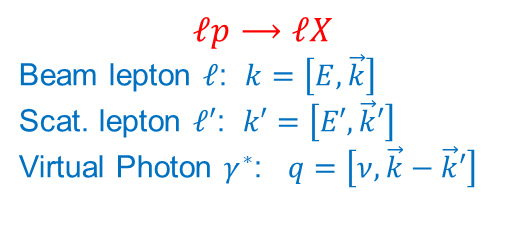 ℓp ⟶ ℓX
Beam lepton ℓ: k = [E, k⃗]
Scat. lepton ℓ′: k′ = [E′, k⃗′]
Virtual Photon γ*: q = [ν, k⃗ − k⃗′]